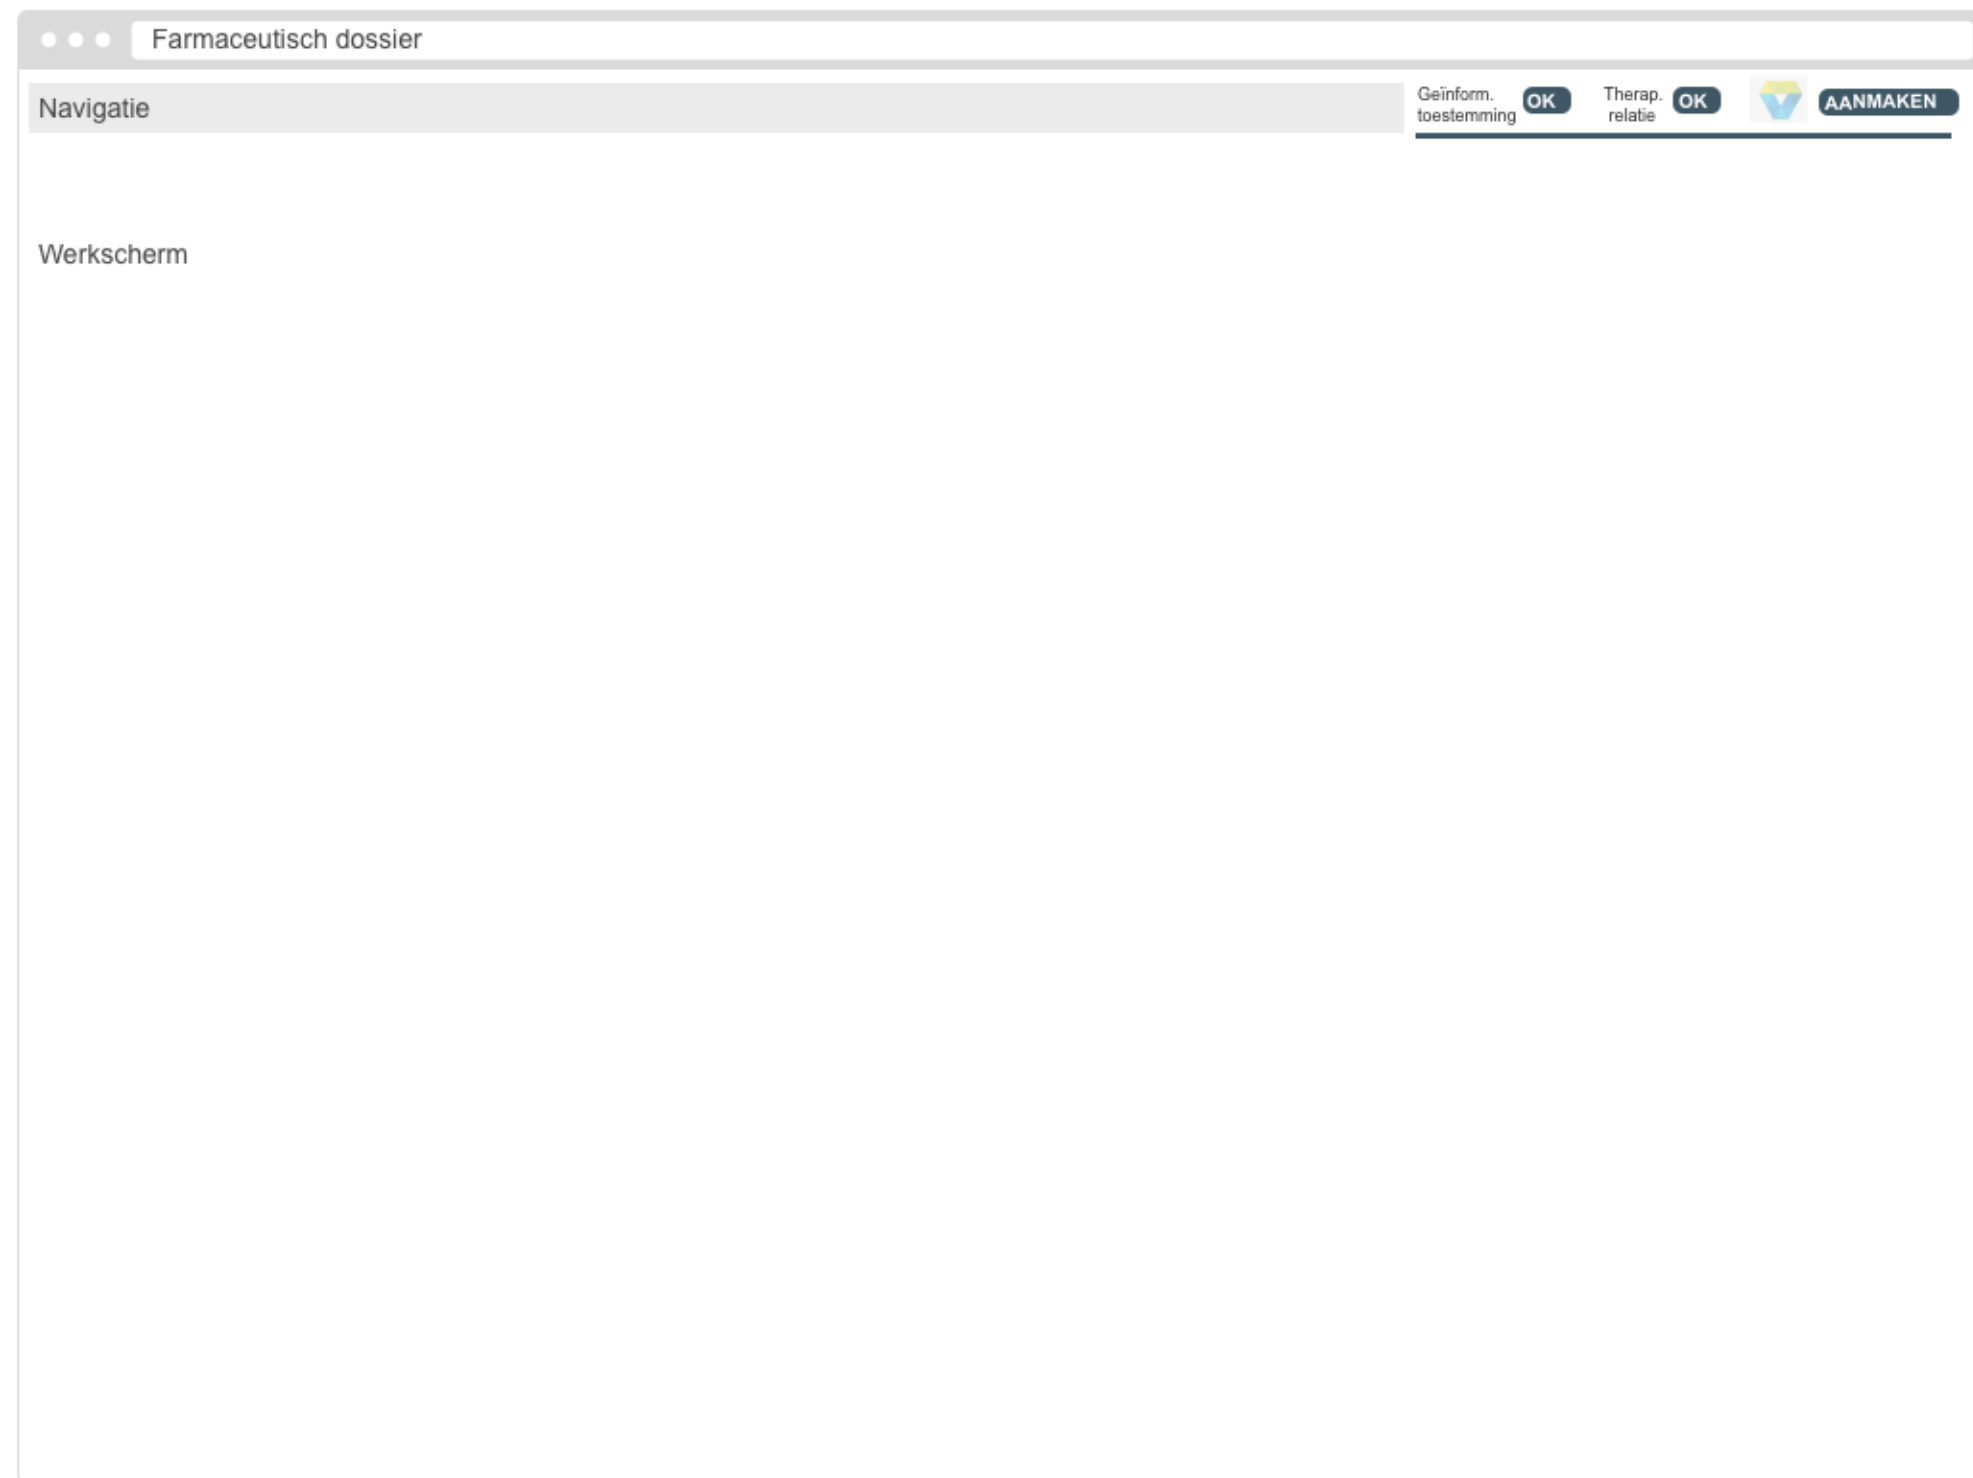 Farmaceutisch dossier
Navigatie
Geïnform.
toestemming
OK
Therap.
relatie
OK
AANMAKEN
Werkscherm